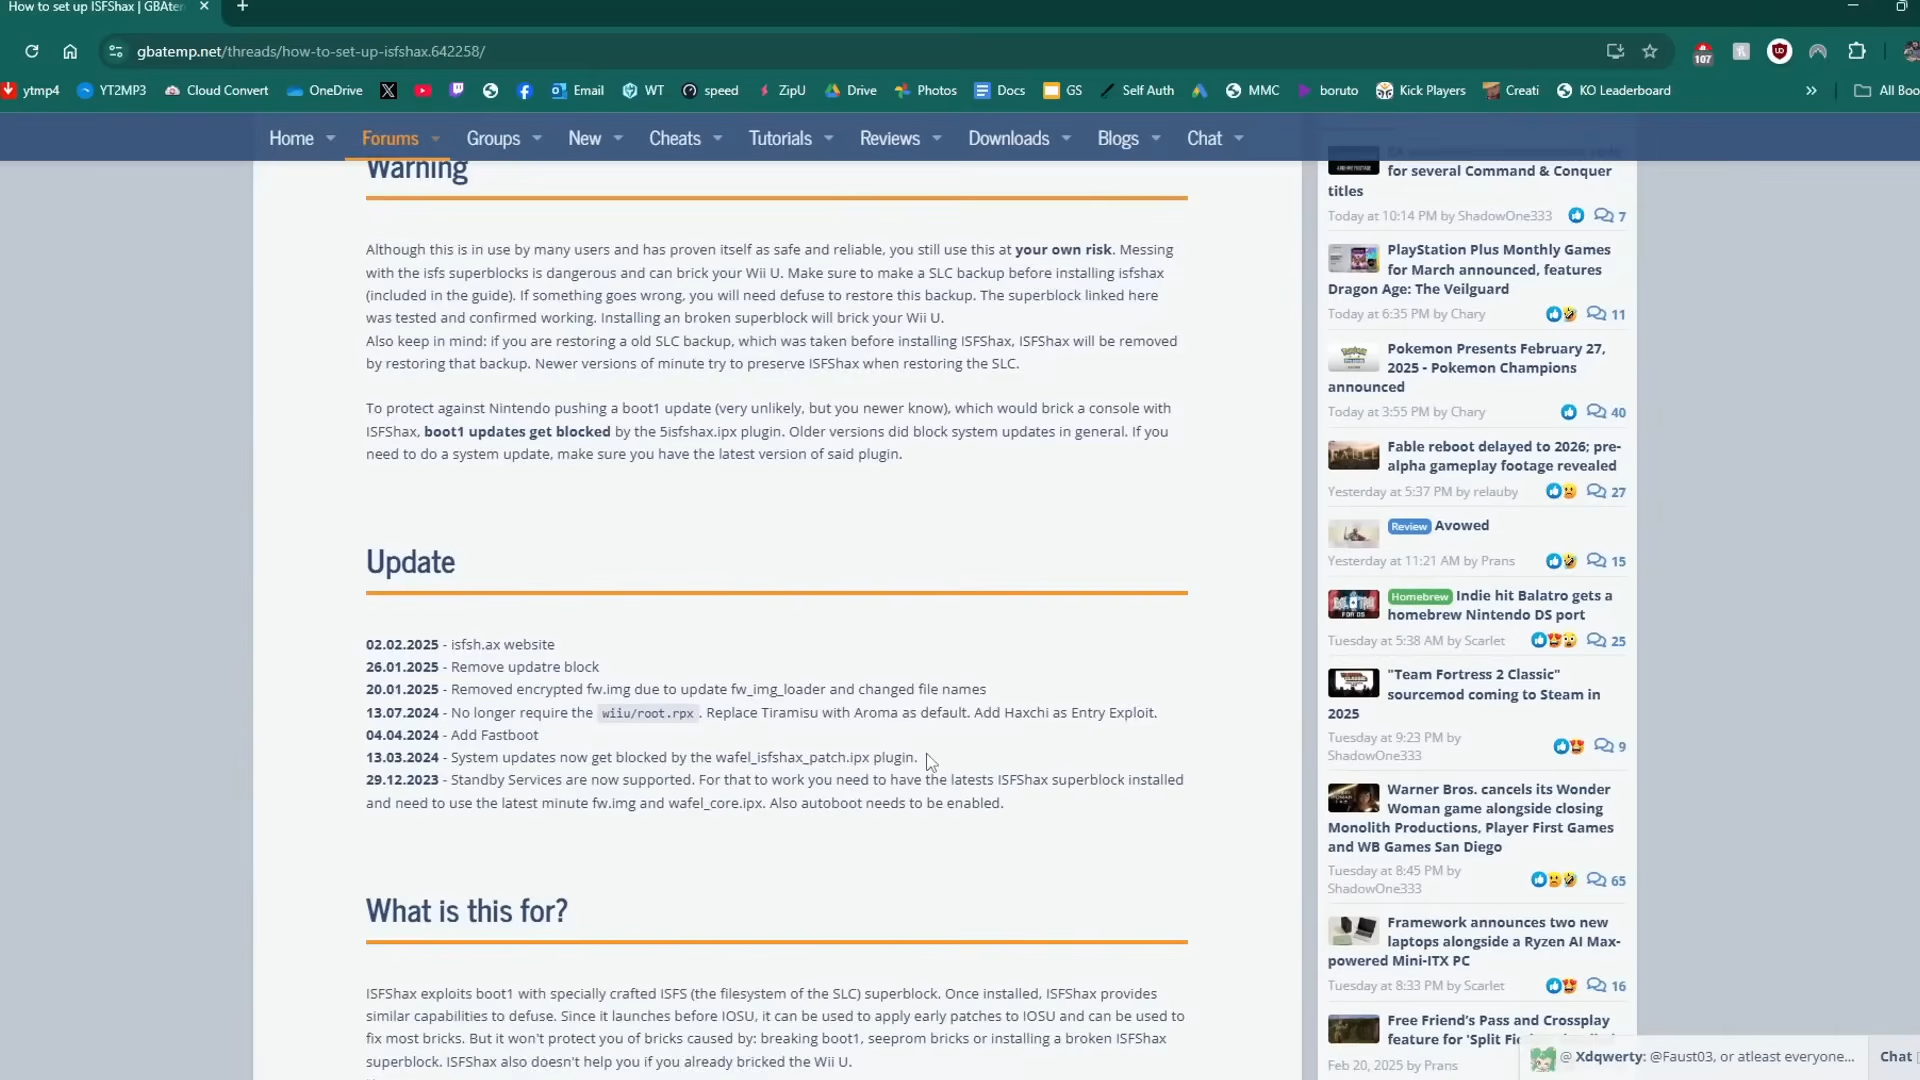 How to set up ISFShax | GBAte
gbatemp.net/threads/how-to-set-up-isfshax.642258/
107
ytmp4
YT2MP3
Cloud Convert
OneDrive
Email
WT
speed
ZipU
Drive
Photos
Docs
GS
Self Auth
MMC
boruto
Kick Players
Creati
KO Leaderboard
»
All Boo
Home
Forums
Groups
New
Cheats
Tutorials
Reviews
Downloads
Blogs
Chat
Warning
Although this is in use by many users and has proven itself as safe and reliable, you still use this at your own risk. Messing
with the isfs superblocks is dangerous and can brick your Wii U. Make sure to make a SLC backup before installing isfshax
(included in the guide). If something goes wrong, you will need defuse to restore this backup. The superblock linked here
was tested and confirmed working. Installing an broken superblock will brick your Wii U.
Also keep in mind: if you are restoring a old SLC backup, which was taken before installing ISFShax, ISFShax will be removed
by restoring that backup. Newer versions of minute try to preserve ISFShax when restoring the SLC.
To protect against Nintendo pushing a boot1 update (very unlikely, but you newer know), which would brick a console with
ISFShax, boot1 updates get blocked by the 5isfshax.ipx plugin. Older versions did block system updates in general. If you
need to do a system update, make sure you have the latest version of said plugin.
Update
02.02.2025 - isfsh.ax website
26.01.2025 - Remove updatre block
20.01.2025 - Removed encrypted fw.img due to update fw_img_loader and changed file names
13.07.2024 - No longer require the wiiu/root.rpx. Replace Tiramisu with Aroma as default. Add Haxchi as Entry Exploit.
04.04.2024 - Add Fastboot
13.03.2024 - System updates now get blocked by the wafel_isfshax_patch.ipx plugin.
29.12.2023 - Standby Services are now supported. For that to work you need to have the latests ISFShax superblock installed
and need to use the latest minute fw.img and wafel_core.ipx. Also autoboot needs to be enabled.
What is this for?
ISFShax exploits boot1 with specially crafted ISFS (the filesystem of the SLC) superblock. Once installed, ISFShax provides
similar capabilities to defuse. Since it launches before IOSU, it can be used to apply early patches to IOSU and can be used to
fix most bricks. But it won't protect you of bricks caused by: breaking boot1, seeprom bricks or installing a broken ISFShax
superblock. ISFShax also doesn't help you if you already bricked the Wii U.
for several Command & Conquer
titles
Today at 10:14 PM by ShadowOne333
7
PlayStation Plus Monthly Games
for March announced, features
Dragon Age: The Veilguard
Today at 6:35 PM by Chary
11
Pokemon Presents February 27,
2025 - Pokemon Champions
announced
Today at 3:55 PM by Chary
40
Fable reboot delayed to 2026; pre-
alpha gameplay footage revealed
Yesterday at 5:37 PM by relauby
27
Review Avowed
Yesterday at 11:21 AM by Prans
15
Homebrew Indie hit Balatro gets a
homebrew Nintendo DS port
Tuesday at 5:38 AM by Scarlet
25
"Team Fortress 2 Classic"
sourcemod coming to Steam in
2025
Tuesday at 9:23 PM by
ShadowOne333
9
Warner Bros. cancels its Wonder
Woman game alongside closing
Monolith Productions, Player First Games
and WB Games San Diego
Tuesday at 8:45 PM by
ShadowOne333
65
Framework announces two new
laptops alongside a Ryzen AI Max-
powered Mini-ITX PC
Tuesday at 8:33 PM by Scarlet
16
Free Friend's Pass and Crossplay
feature for 'Split Fi
Feb 20, 2025 by Prans
@ Xdqwerty: @Faust03, or atleast everyone...
Chat